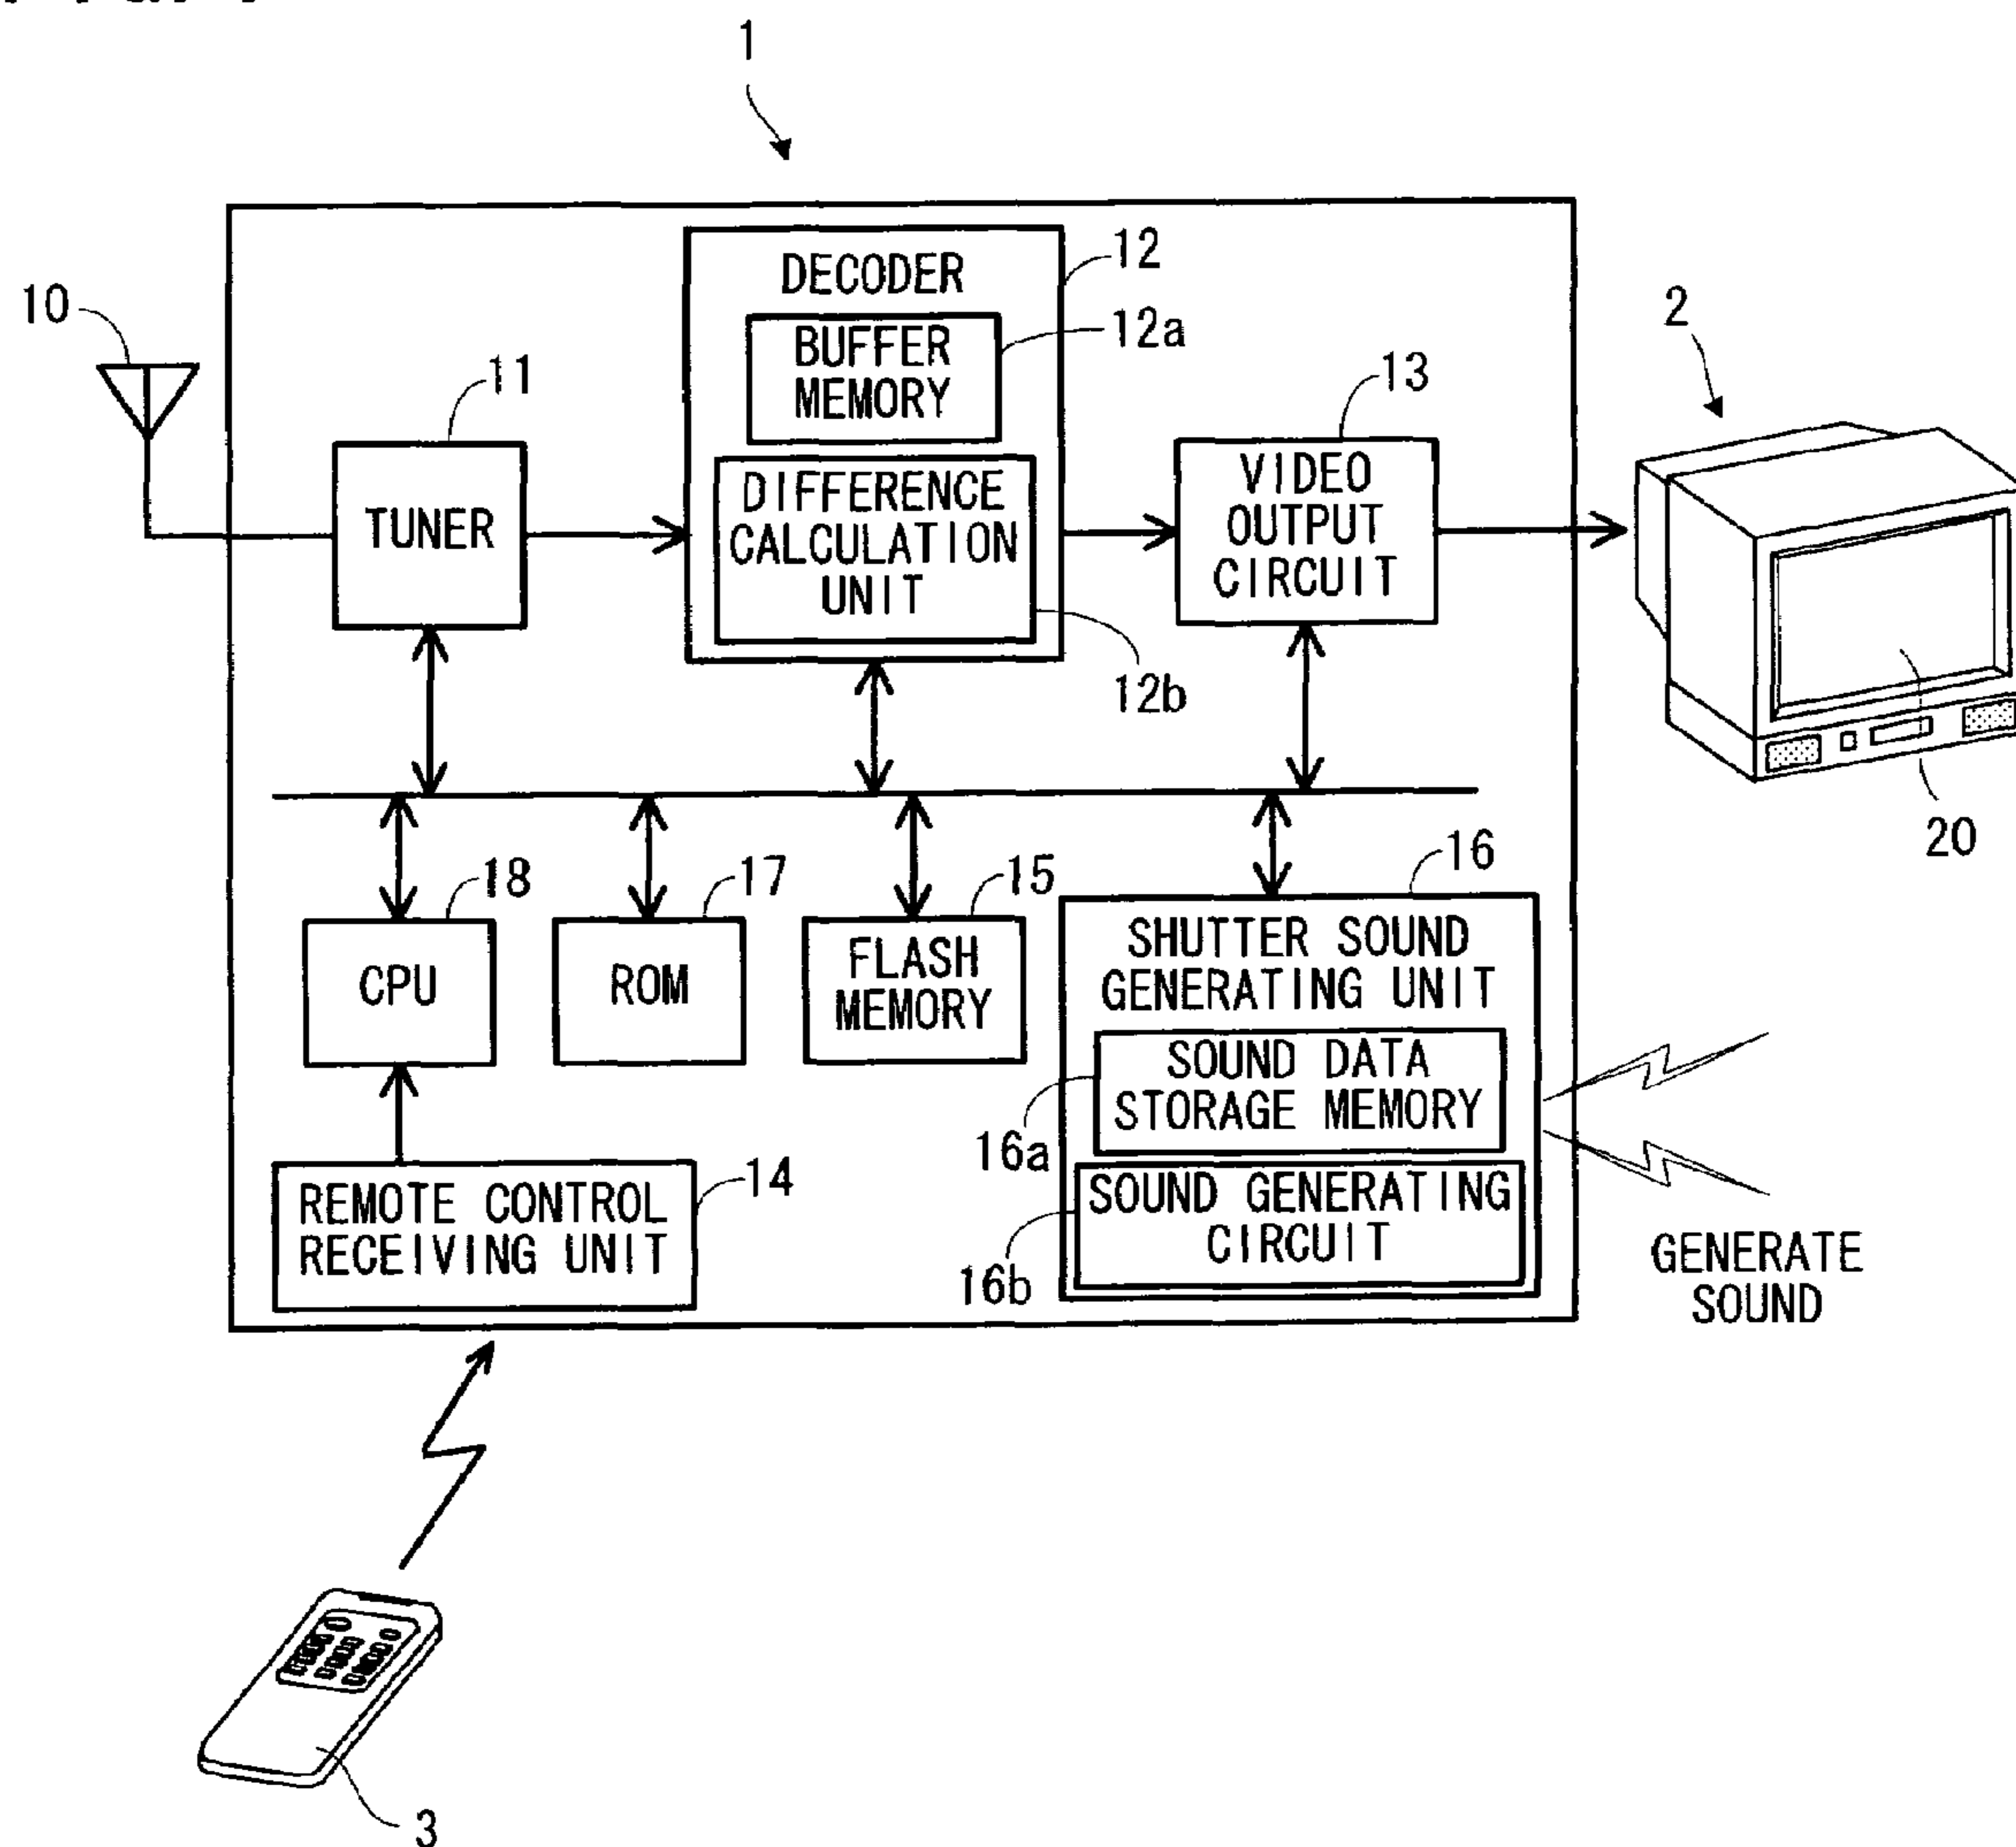 1
10
11
DECODER
12
BUFFER
MEMORY
12a
DIFFERENCE
CALCULATION
UNIT
12b
TUNER
VIDEO
OUTPUT
CIRCUIT
13
2
20
18
CPU
17
ROM
15
FLASH
MEMORY
16
SHUTTER SOUND
GENERATING UNIT
SOUND DATA
STORAGE MEMORY
16a
SOUND GENERATING
CIRCUIT
16b
REMOTE CONTROL
RECEIVING UNIT
14
GENERATE
SOUND
3